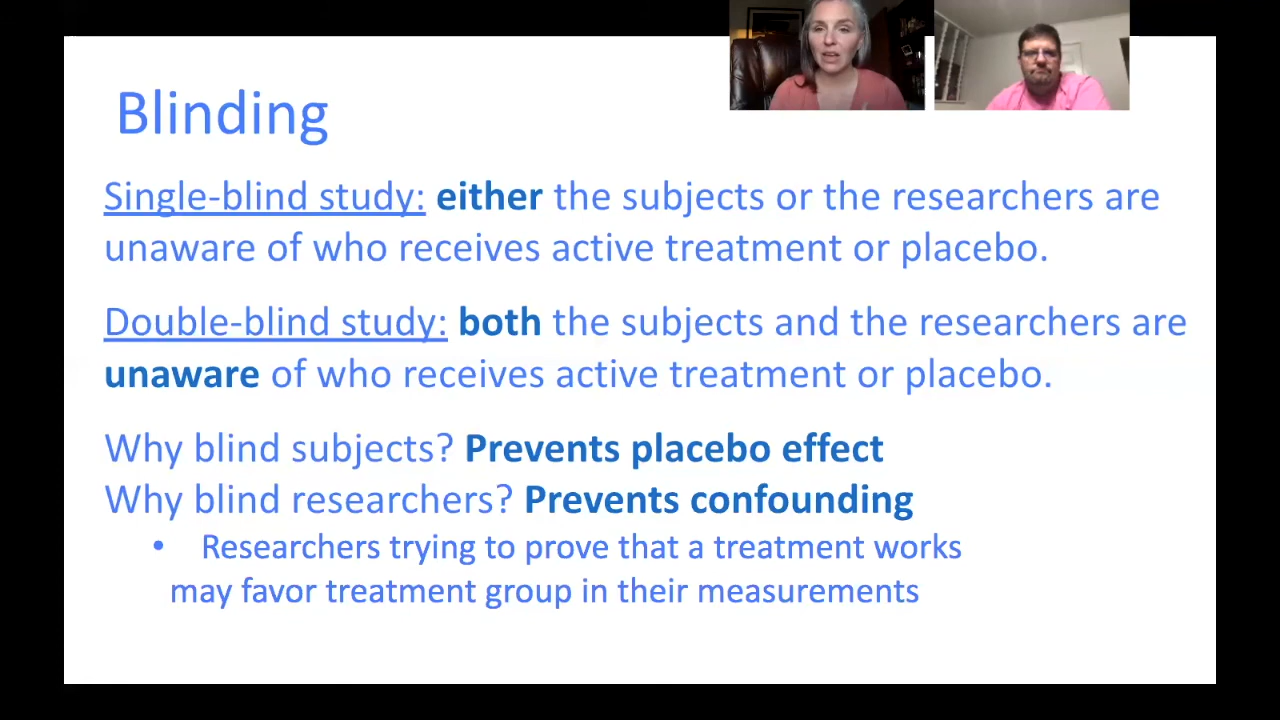 Blinding
Single-blind study: either the subjects or the researchers are
unaware of who receives active treatment or placebo.
Double-blind study: both the subjects and the researchers are
unaware of who receives active treatment or placebo.
Why blind subjects? Prevents placebo effect
Why blind researchers? Prevents confounding
• Researchers trying to prove that a treatment works
may favor treatment group in their measurements